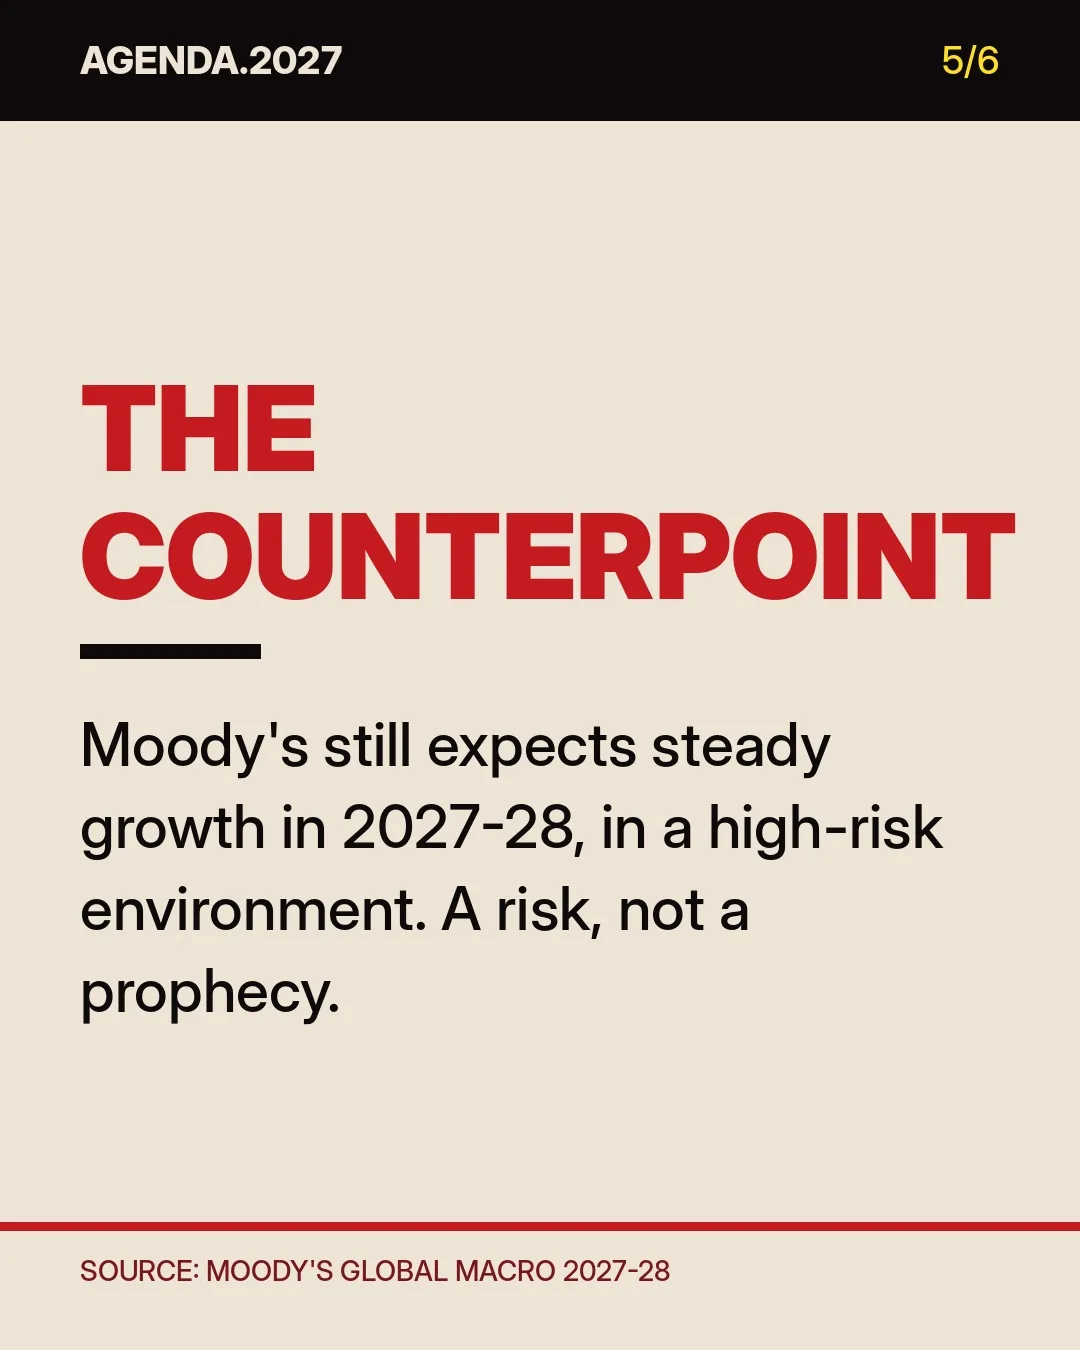 AGENDA.2027
5/6
THE
COUNTERPOINT
Moody's still expects steady
growth in 2027-28, in a high-risk
environment. A risk, not a
prophecy.
SOURCE: MOODY'S GLOBAL MACRO 2027-28